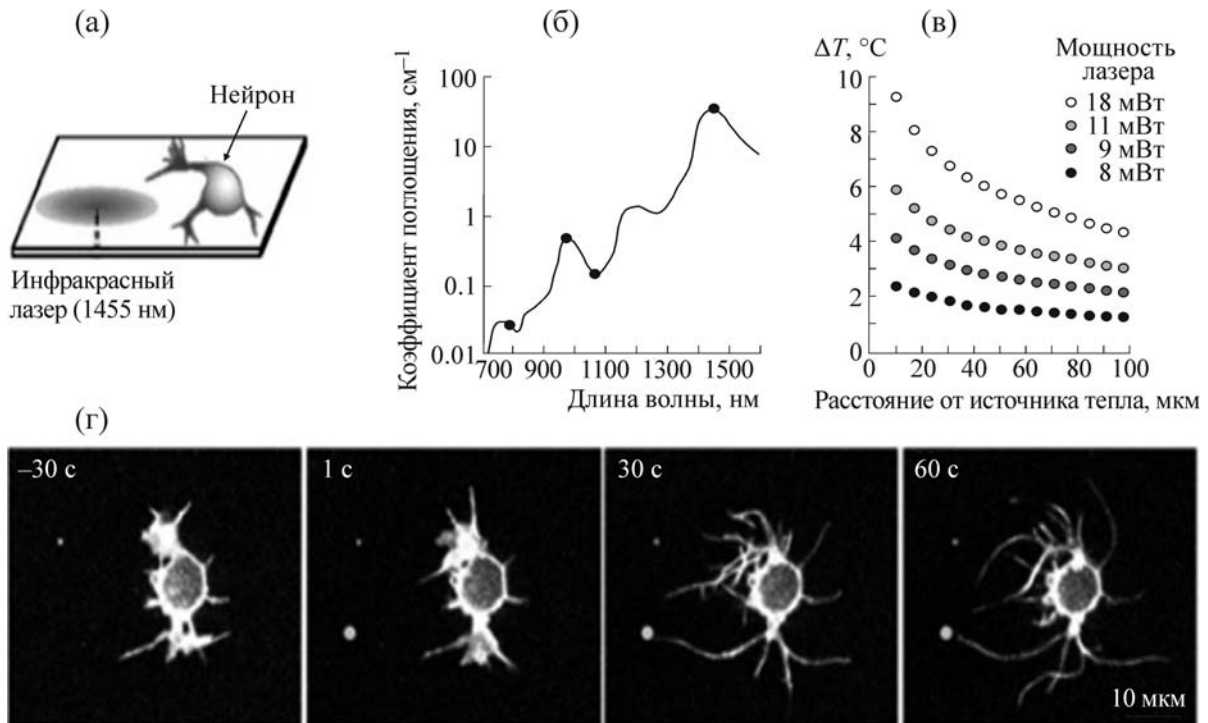 (а)
Нейрон
Инфракрасный
лазер (1455 нм)
(б)
Коэффициент поглощения, см⁻¹
100
10
1
0.1
0.01
700 900 1100 1300 1500
Длина волны, нм
(в)
ΔT, °C
10
8
6
4
2
0
0 20 40 60 80 100
Расстояние от источника тепла, мкм
Мощность
лазера
18 мВт
11 мВт
9 мВт
8 мВт
(г)
–30 с
1 с
30 с
60 с
10 мкм